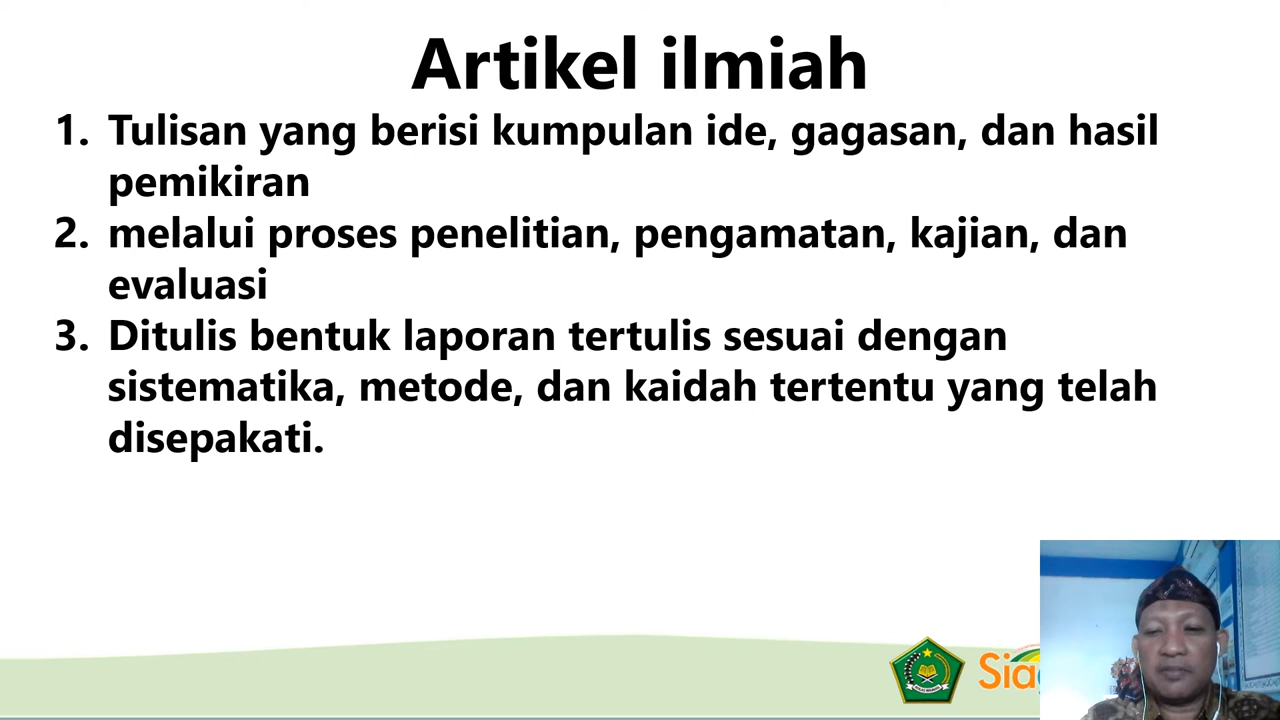 Artikel ilmiah
1. Tulisan yang berisi kumpulan ide, gagasan, dan hasil
pemikiran
2. melalui proses penelitian, pengamatan, kajian, dan
evaluasi
3. Ditulis bentuk laporan tertulis sesuai dengan
sistematika, metode, dan kaidah tertentu yang telah
disepakati.